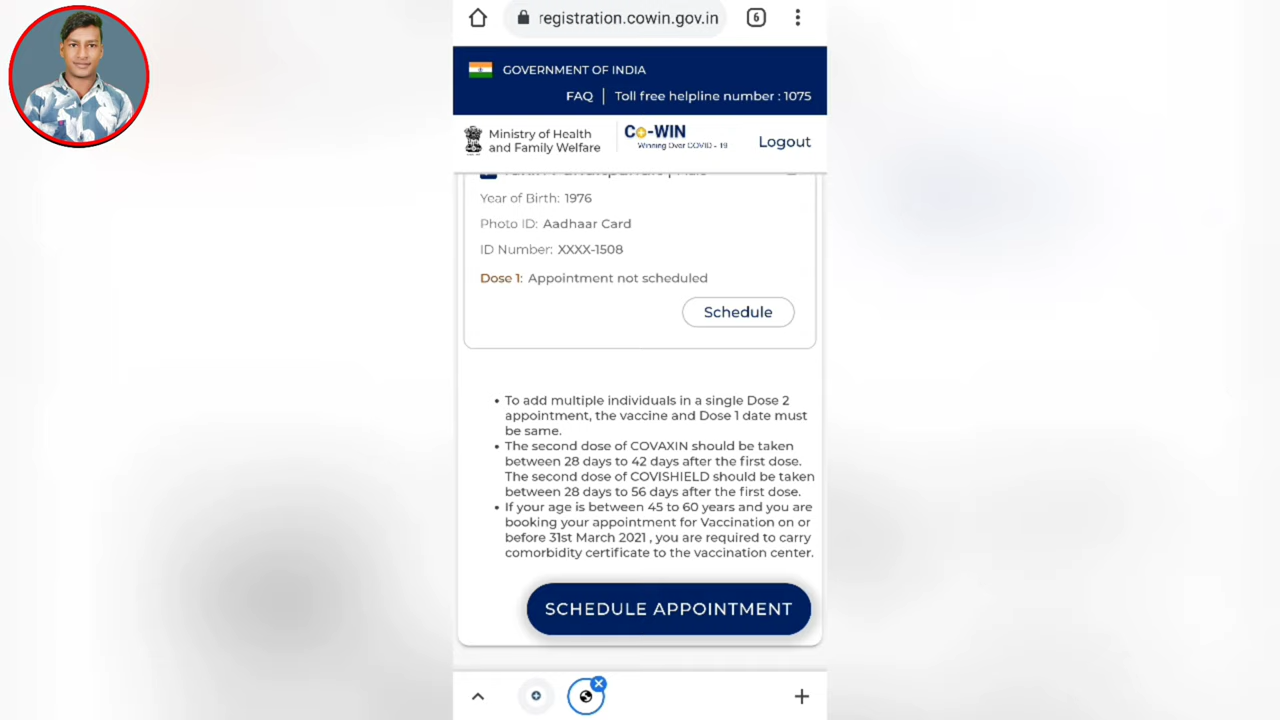 registration.cowin.gov.in
6
GOVERNMENT OF INDIA
FAQ | Toll free helpline number : 1075
Ministry of Health
and Family Welfare
Co-WIN
Winning Over COVID - 19
Logout
Year of Birth: 1976
Photo ID: Aadhaar Card
ID Number: XXXX-1508
Dose 1: Appointment not scheduled
Schedule
• To add multiple individuals in a single Dose 2
appointment, the vaccine and Dose 1 date must
be same.
• The second dose of COVAXIN should be taken
between 28 days to 42 days after the first dose.
The second dose of COVISHIELD should be taken
between 28 days to 56 days after the first dose.
• If your age is between 45 to 60 years and you are
booking your appointment for Vaccination on or
before 31st March 2021 , you are required to carry
comorbidity certificate to the vaccination center.
SCHEDULE APPOINTMENT